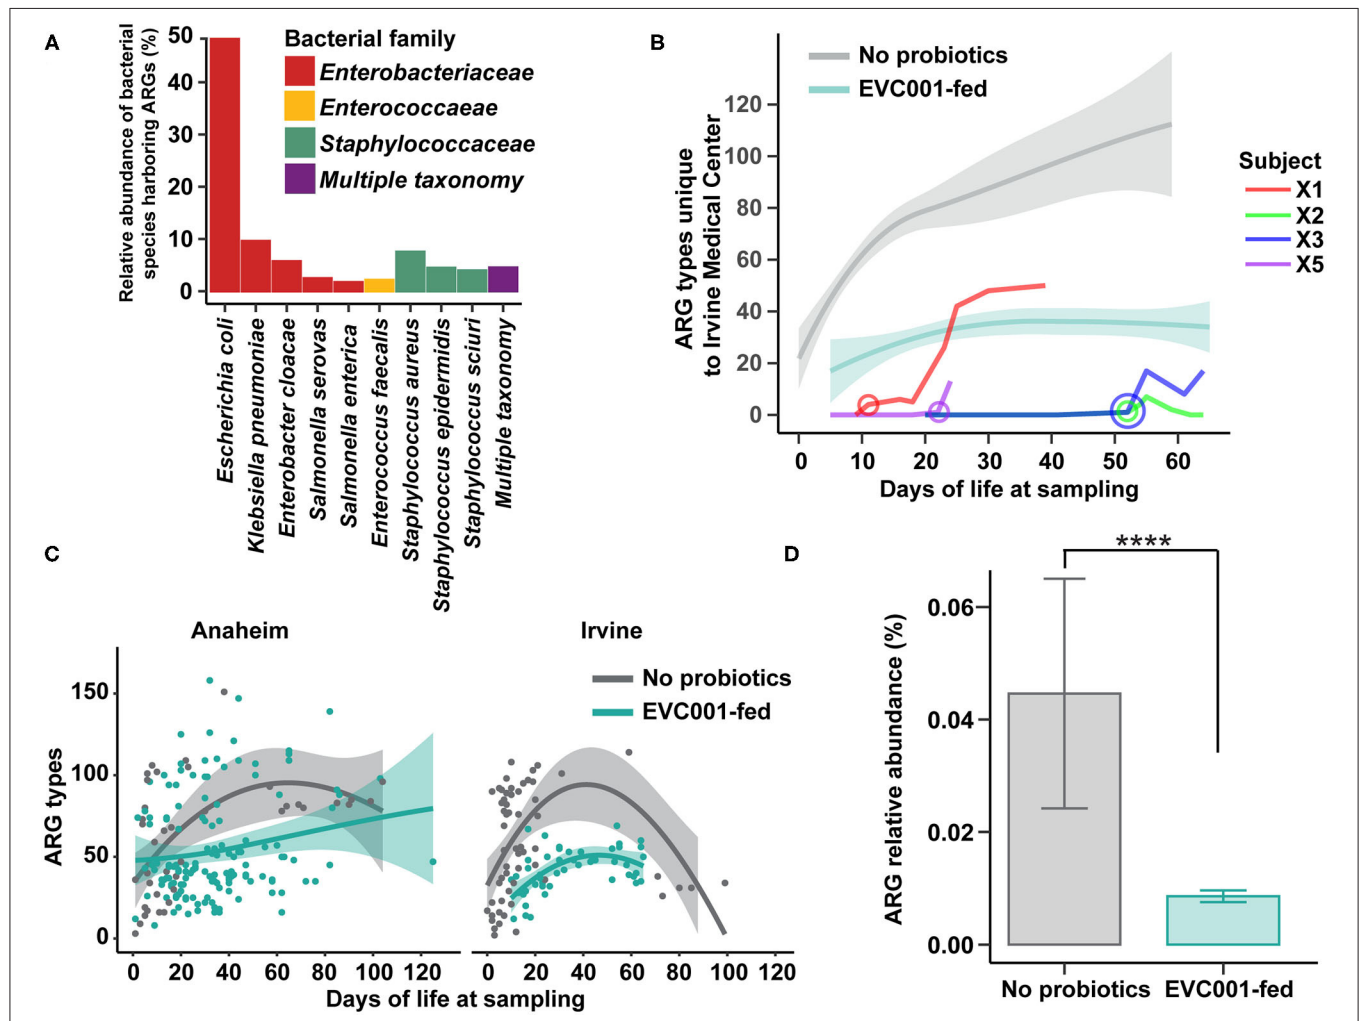 A
Relative abundance of bacterial
species harboring ARGs (%)
50
40
30
20
10
0
Bacterial family
Enterobacteriaceae
Enterococcaeae
Staphylococcaceae
Multiple taxonomy
Escherichia coli
Klebsiella pneumoniae
Enterobacter cloacae
Salmonella serovas
Salmonella enterica
Enterococcus faecalis
Staphylococcus aureus
Staphylococcus epidermidis
Staphylococcus sciuri
Multiple taxonomy
B
ARG types unique
to Irvine Medical Center
120
100
80
60
40
20
0
No probiotics
EVC001-fed
Subject
X1
X2
X3
X5
0 10 20 30 40 50 60
Days of life at sampling
C
Anaheim
Irvine
No probiotics
EVC001-fed
ARG types
150
100
50
0
0 20 40 60 80 100 120
0 20 40 60 80 100 120
Days of life at sampling
D
****
ARG relative abundance (%)
0.06
0.04
0.02
0.00
No probiotics EVC001-fed